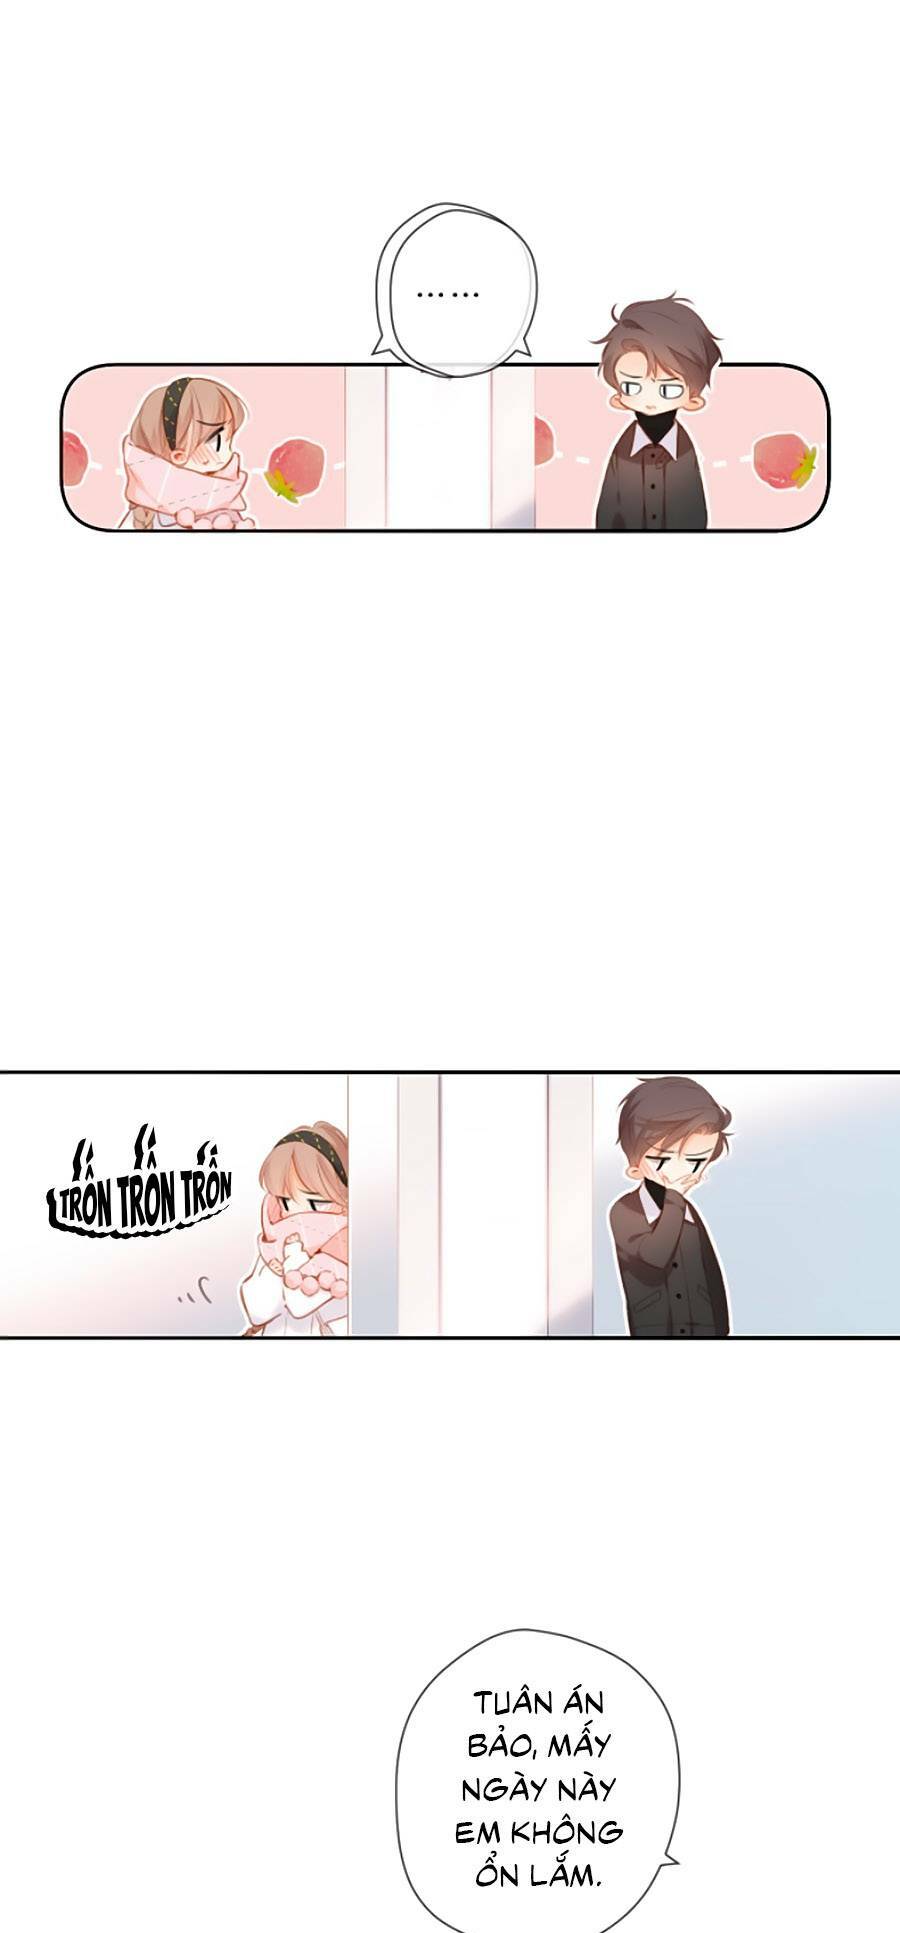 ......
TRỐN TRỐN TRỐN
TUÂN ÁN
BẢO, MẤY
NGÀY NÀY
EM KHÔNG
ỔN LẮM.